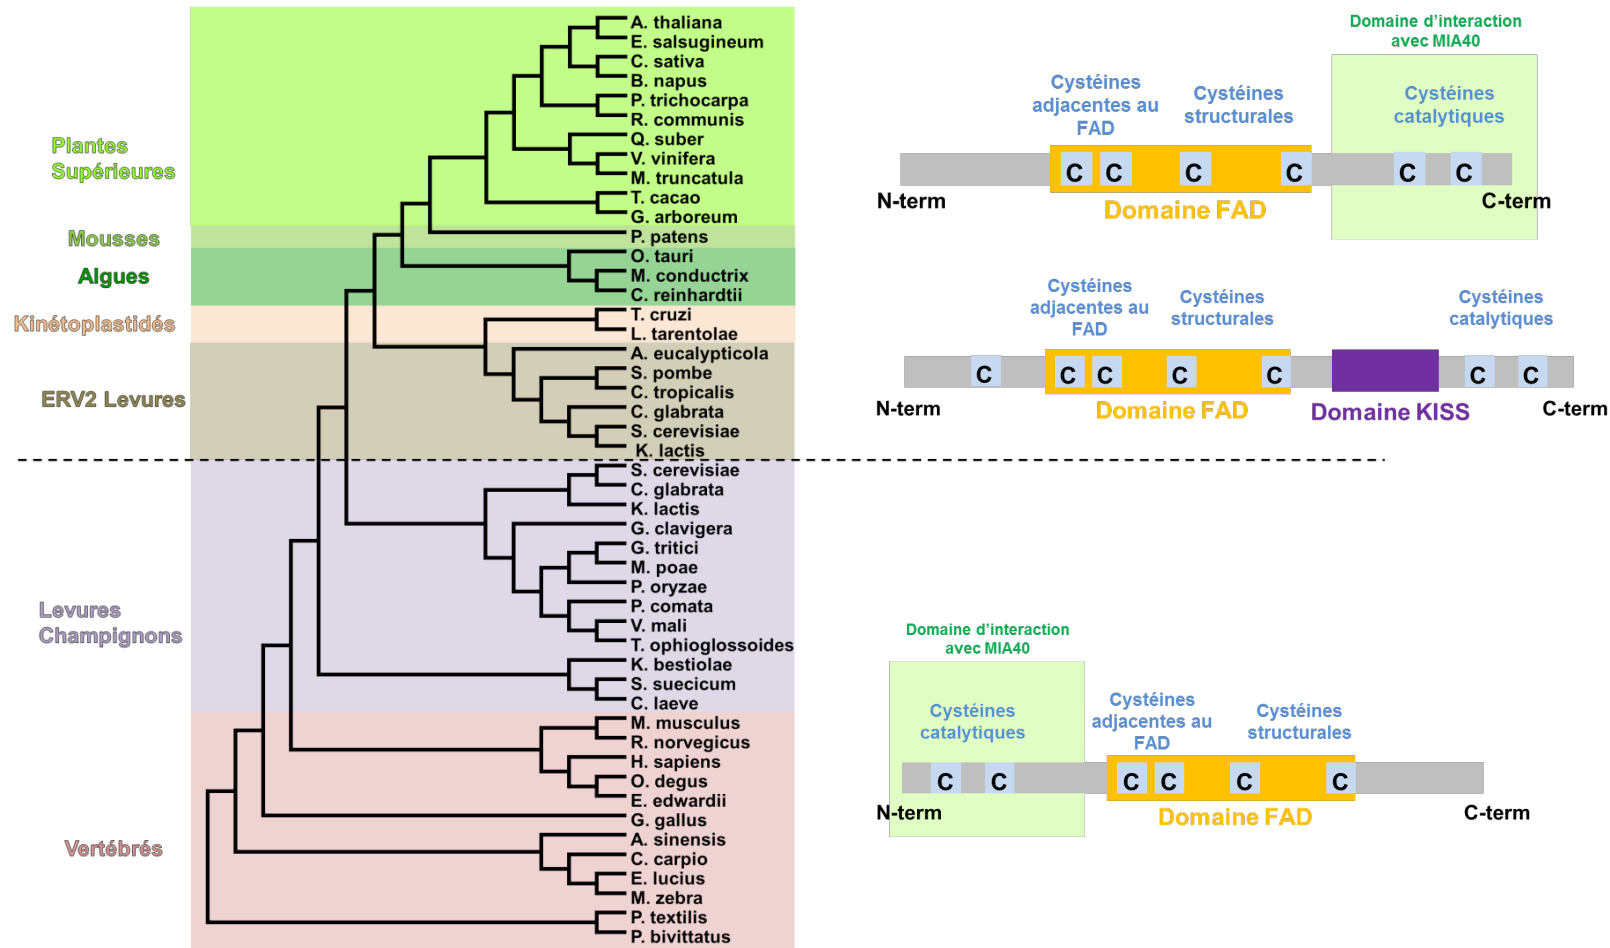 Plantes
Supérieures
Mousses
Algues
Kinétoplastidés
ERV2 Levures
Levures
Champignons
Vertébrés
A. thaliana
E. salsugineum
C. sativa
B. napus
P. trichocarpa
R. communis
Q. suber
V. vinifera
M. truncatula
T. cacao
G. arboreum
P. patens
O. tauri
M. conductrix
C. reinhardtii
T. cruzi
L. tarentolae
A. eucalypticola
S. pombe
C. tropicalis
C. glabrata
S. cerevisiae
K. lactis
S. cerevisiae
C. glabrata
K. lactis
G. clavigera
G. tritici
M. poae
P. oryzae
P. comata
V. mali
T. ophioglossoides
K. bestiolae
S. suecicum
C. laeve
M. musculus
R. norvegicus
H. sapiens
O. degus
E. edwardii
G. gallus
A. sinensis
C. carpio
E. lucius
M. zebra
P. textilis
P. bivittatus
Domaine d'interaction
avec MIA40
Cystéines
adjacentes au
FAD
Cystéines
structurales
Cystéines
catalytiques
C C C C C C
N-term
C-term
Domaine FAD
Cystéines
adjacentes au
FAD
Cystéines
structurales
Cystéines
catalytiques
C C C C C C C
N-term
Domaine FAD
Domaine KISS
C-term
Domaine d'interaction
avec MIA40
Cystéines
catalytiques
Cystéines
adjacentes au
FAD
Cystéines
structurales
C C C C C C
N-term
Domaine FAD
C-term